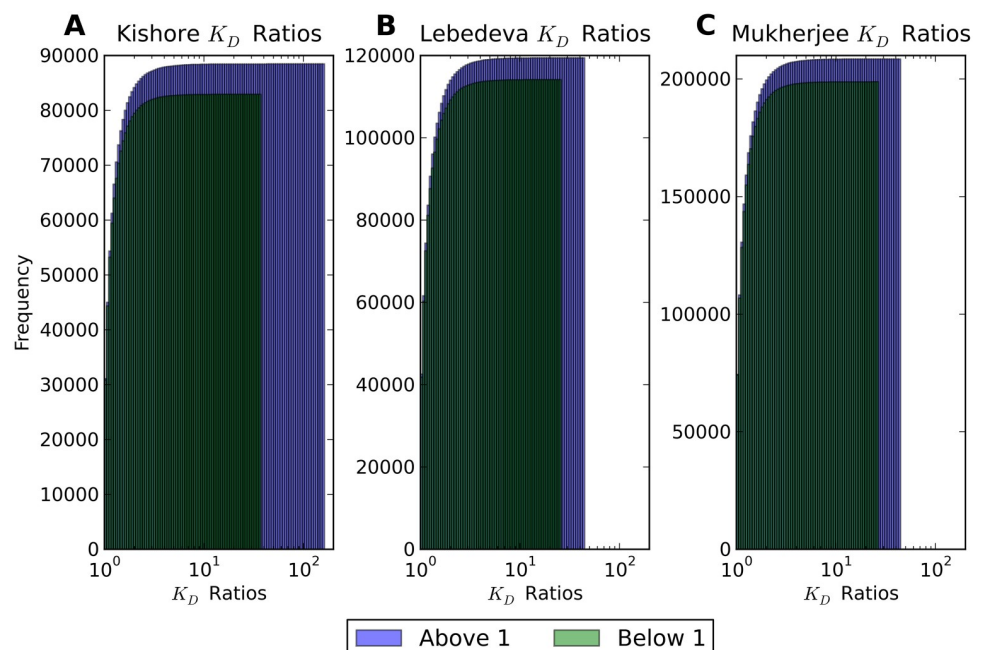 A Kishore K_D Ratios
B Lebedeva K_D Ratios
C Mukherjee K_D Ratios
Frequency
90000
80000
70000
60000
50000
40000
30000
20000
10000
0
10^0 10^1 10^2
K_D Ratios
120000
100000
80000
60000
40000
20000
0
10^0 10^1 10^2
K_D Ratios
200000
150000
100000
50000
0
10^0 10^1 10^2
K_D Ratios
Above 1 Below 1